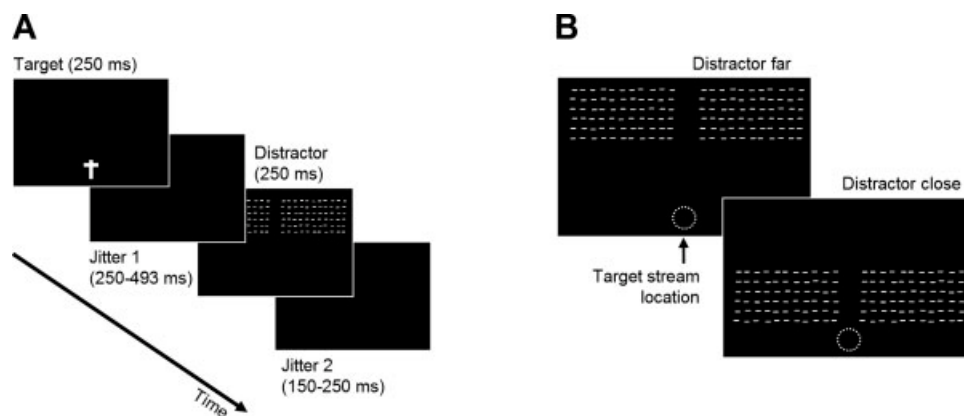 A
Target (250 ms)
Distractor
(250 ms)
Jitter 1
(250-493 ms)
Jitter 2
(150-250 ms)
Time
B
Distractor far
Distractor close
Target stream
location